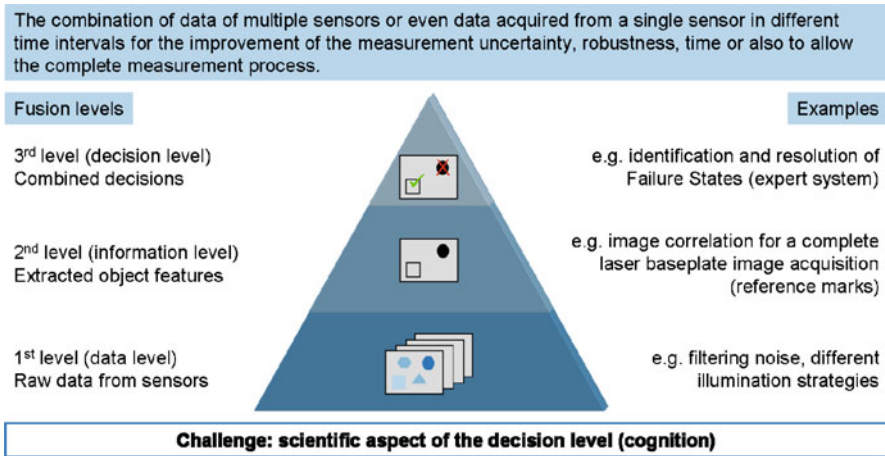 The combination of data of multiple sensors or even data acquired from a single sensor in different
time intervals for the improvement of the measurement uncertainty, robustness, time or also to allow
the complete measurement process.
Fusion levels
Examples
3rd level (decision level)
Combined decisions
e.g. identification and resolution of
Failure States (expert system)
2nd level (information level)
Extracted object features
e.g. image correlation for a complete
laser baseplate image acquisition
(reference marks)
1st level (data level)
Raw data from sensors
e.g. filtering noise, different
illumination strategies
Challenge: scientific aspect of the decision level (cognition)